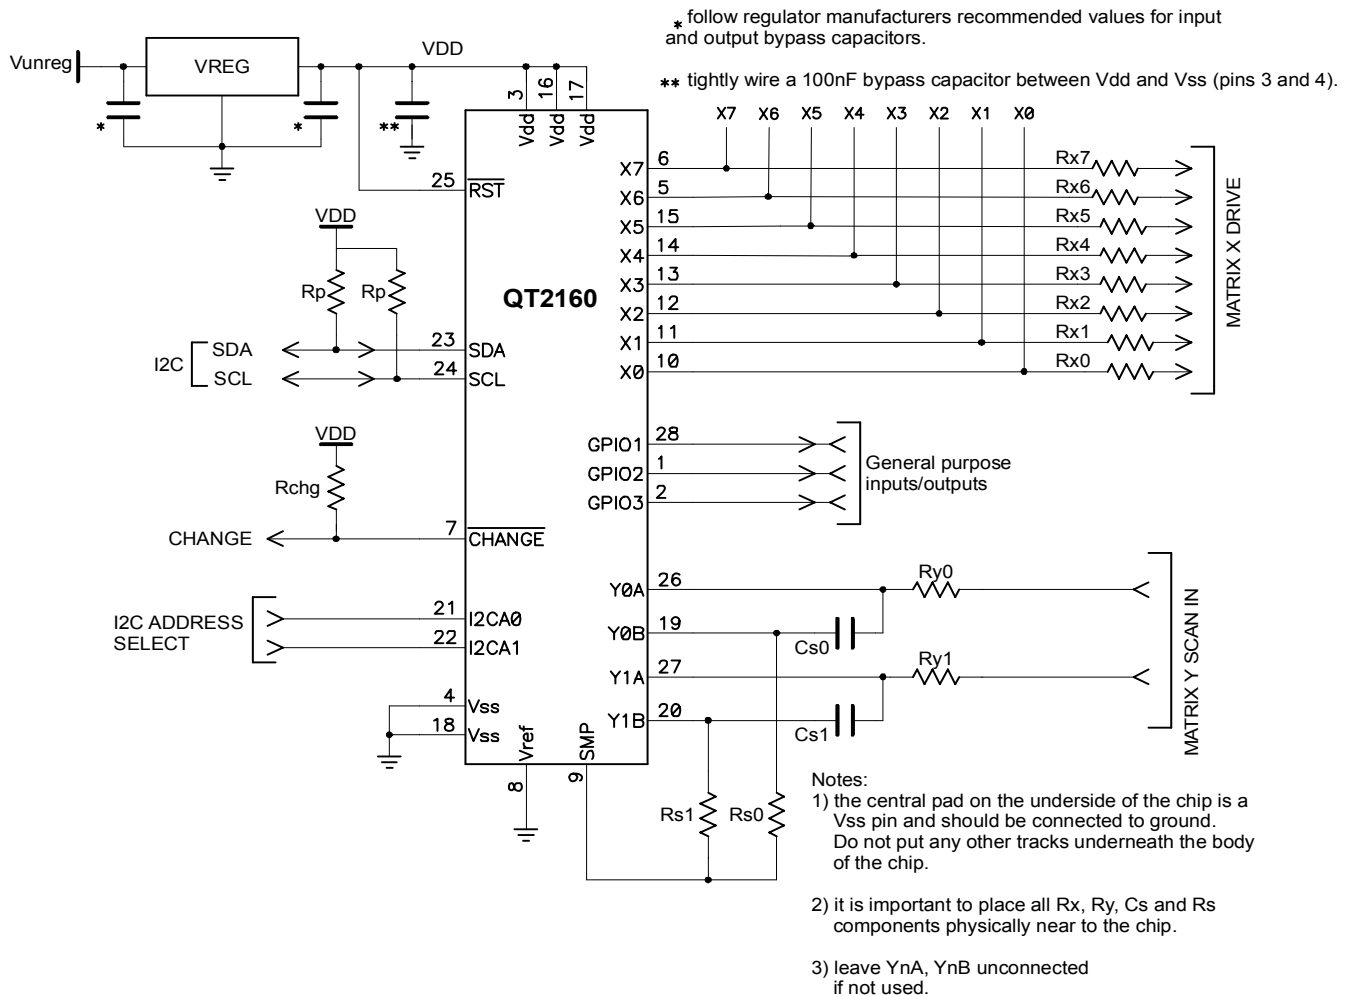 * follow regulator manufacturers recommended values for input
and output bypass capacitors.
** tightly wire a 100nF bypass capacitor between Vdd and Vss (pins 3 and 4).
Vunreg
VREG
VDD
*
*
**
3
16
17
Vdd
Vdd
Vdd
X7 X6 X5 X4 X3 X2 X1 X0
25 RST
X7 6 Rx7
X6 5 Rx6
X5 15 Rx5
X4 14 Rx4
X3 13 Rx3
X2 12 Rx2
X1 11 Rx1
X0 10 Rx0
MATRIX X DRIVE
VDD
Rp
Rp
QT2160
I2C
SDA 23 SDA
SCL 24 SCL
VDD
Rchg
CHANGE 7 CHANGE
GPIO1 28
GPIO2 1
GPIO3 2
General purpose
inputs/outputs
I2C ADDRESS
SELECT
21 I2CA0
22 I2CA1
4 Vss
18 Vss
Y0A 26 Ry0
Y0B 19 Cs0
Y1A 27 Ry1
Y1B 20 Cs1
MATRIX Y SCAN IN
Vref
8
SMP
9
Rs1
Rs0
Notes:
1) the central pad on the underside of the chip is a
Vss pin and should be connected to ground.
Do not put any other tracks underneath the body
of the chip.
2) it is important to place all Rx, Ry, Cs and Rs
components physically near to the chip.
3) leave YnA, YnB unconnected
if not used.